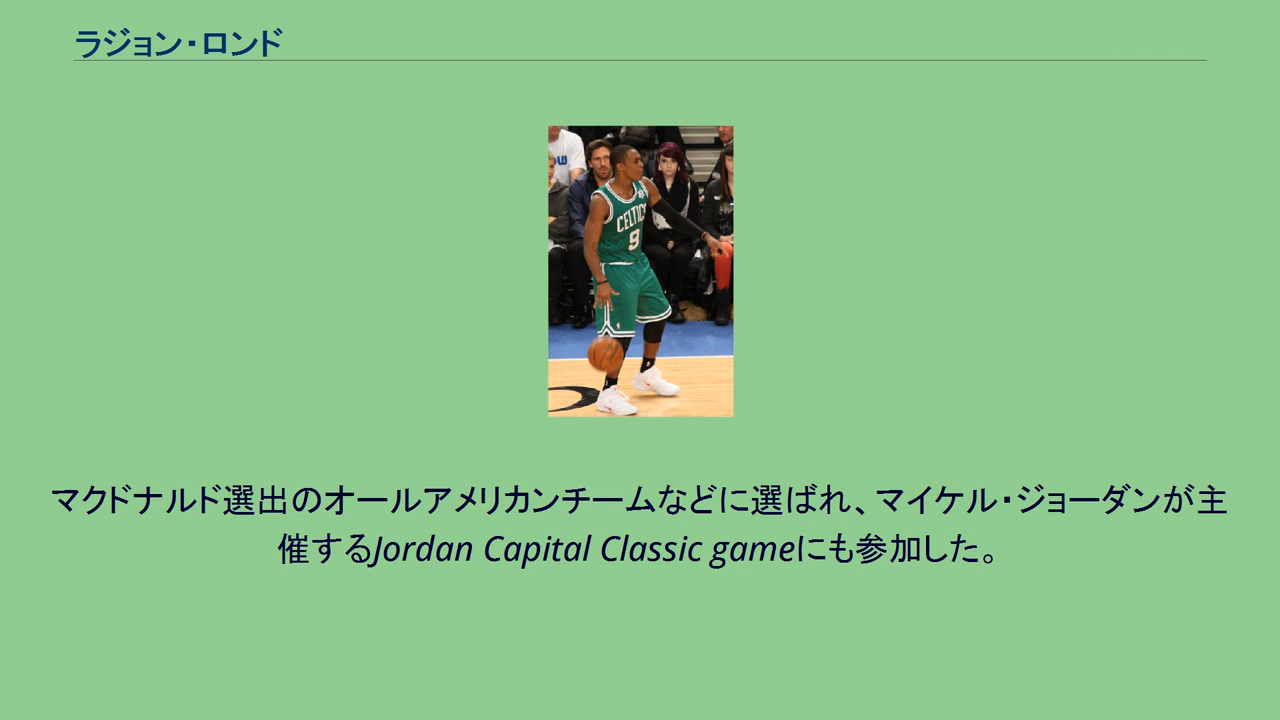 ラジョン・ロンド
CELTICS
9
マクドナルド選出のオールアメリカンチームなどに選ばれ、マイケル・ジョーダンが主
催するJordan Capital Classic gameにも参加した。